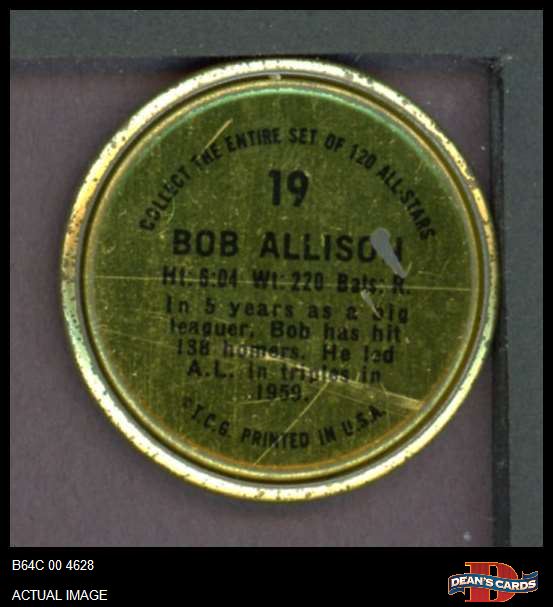 COLLECT THE ENTIRE SET OF 120 ALL-STARS
19
BOB ALLISON
Ht: 6:04 Wt: 220 Bats: R.
In 5 years as a big
leaguer, Bob has hit
138 homers. He led
A.L. in triples in
1959.
©T.C.G. PRINTED IN U.S.A.
B64C 00 4628
ACTUAL IMAGE
D
DEAN'S CARDS